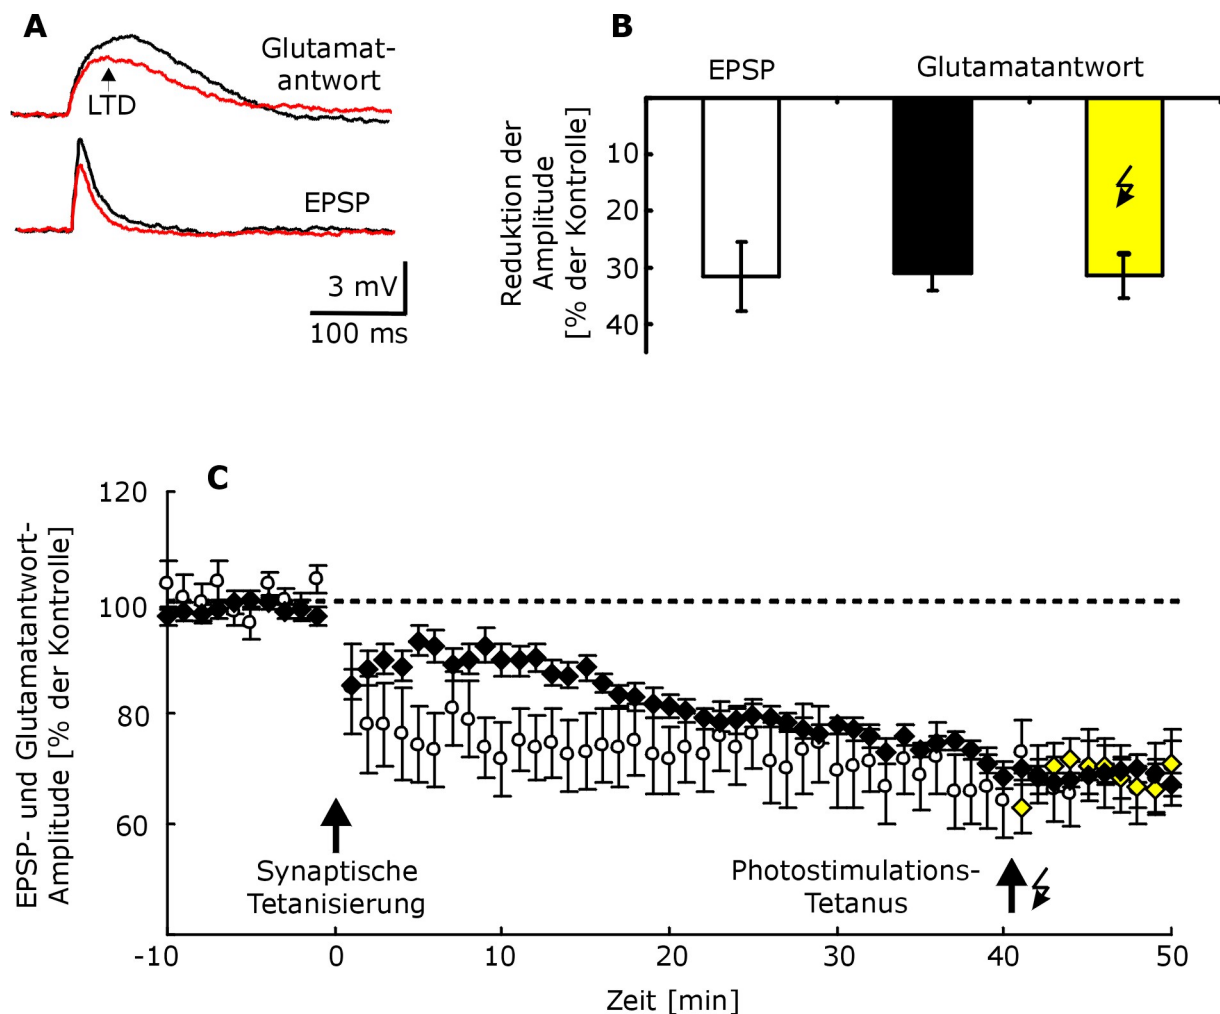 A
Glutamat-
antwort
LTD
EPSP
3 mV
100 ms
B
EPSP
Glutamatantwort
Reduktion der
Amplitude
[% der Kontrolle]
10
20
30
40
C
EPSP- und Glutamatantwort-
Amplitude [% der Kontrolle]
120
100
80
60
Synaptische
Tetanisierung
Photostimulations-
Tetanus
-10
0
10
20
30
40
50
Zeit [min]